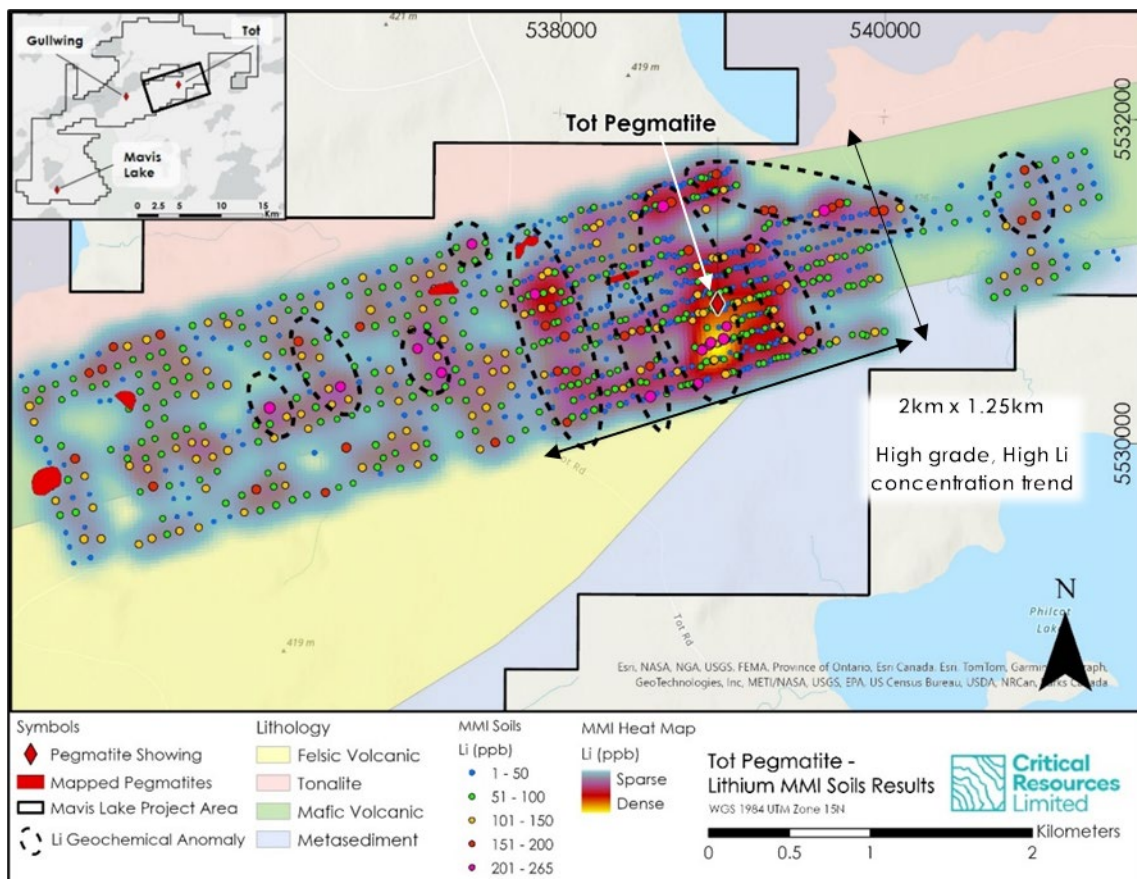 421 m
538000
540000
Gullwing
Tot
Mavis
Lake
0 2.5 5 10 15
Km
419 m
Tot Pegmatite
5532000
2km x 1.25km
High grade, High Li
concentration trend
5530000
Tot Rd
419 m
N
Philcot
Lake
Esri, NASA, NGA, USGS, FEMA, Province of Ontario, Esri Canada, Esri, TomTom,
GeoTechnologies, Inc, METI/NASA, USGS, EPA, US Census Bureau, USDA, NRCan, Canada
Symbols
Pegmatite Showing
Mapped Pegmatites
Mavis Lake Project Area
Li Geochemical Anomaly
Lithology
Felsic Volcanic
Tonalite
Mafic Volcanic
Metasediment
MMI Soils
Li (ppb)
1 - 50
51 - 100
101 - 150
151 - 200
201 - 265
MMI Heat Map
Li (ppb)
Sparse
Dense
Tot Pegmatite -
Lithium MMI Soils Results
WGS 1984 UTM Zone 15N
Critical
Resources
Limited
Kilometers
0 0.5 1 2